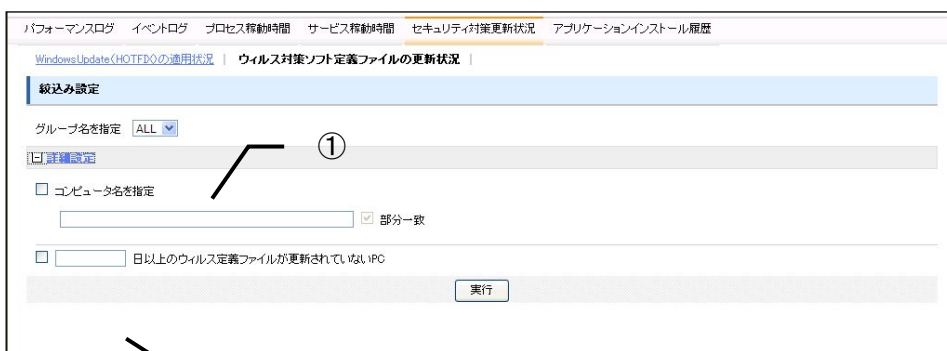 パフォーマンスログ イベントログ プロセス稼動時間 サービス稼動時間 セキュリティ対策更新状況 アプリケーションインストール履歴
WindowsUpdate(HOTFIX)の適用状況 | ウィルス対策ソフト定義ファイルの更新状況 |
絞込み設定
グループ名を指定 ALL
①
詳細設定
コンピュータ名を指定
部分一致
日以上のウィルス定義ファイルが更新されていないPC
実行